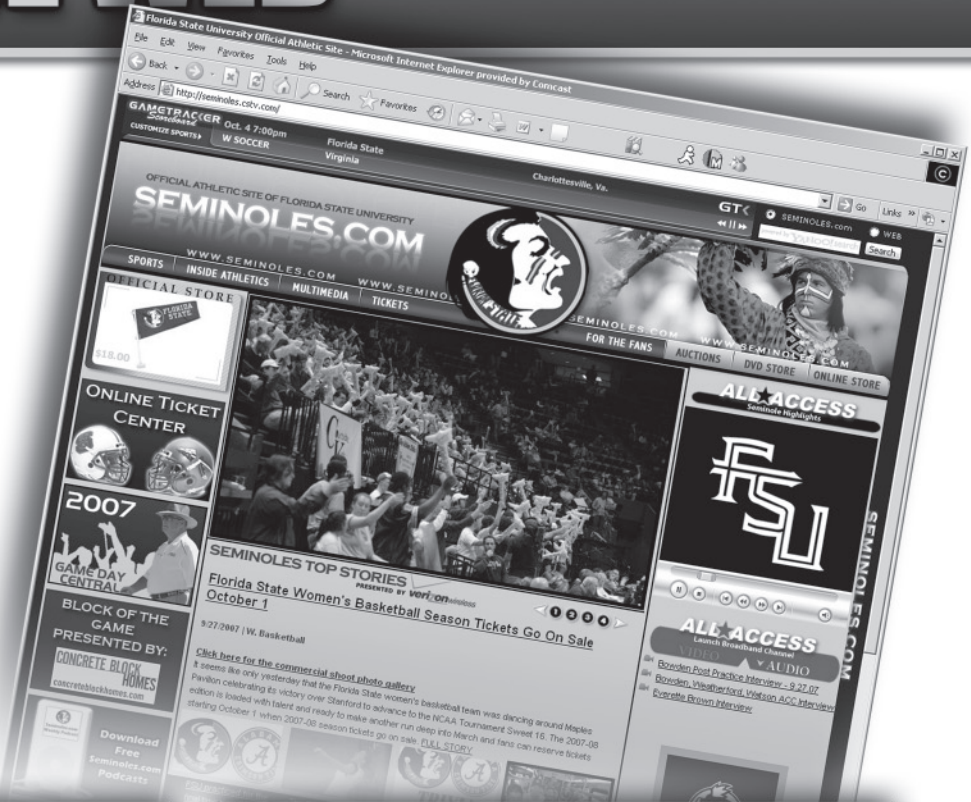 Florida State University Official Athletic Site - Microsoft Internet Explorer provided by Comcast
File Edit View Favorites Tools Help
Back Search Favorites
Address http://seminoles.cstv.com/ Go Links »
GAMETRACKER
Scoreboard
CUSTOMIZE SPORTS
Oct. 4 7:00pm
W SOCCER
Florida State
Virginia
Charlottesville, Va.
GT
SEMINOLES.com WEB
Search
OFFICIAL ATHLETIC SITE OF FLORIDA STATE UNIVERSITY
SEMINOLES.COM
WWW.SEMINOLES.COM
SPORTS INSIDE ATHLETICS MULTIMEDIA TICKETS
FLORIDA STATE
FOR THE FANS AUCTIONS DVD STORE ONLINE STORE
OFFICIAL STORE
FLORIDA
STATE
$18.00
ONLINE TICKET
CENTER
2007
GAME DAY
CENTRAL
BLOCK OF THE
GAME
PRESENTED BY:
CONCRETE BLOCK
HOMES
concreteblockhomes.com
Download
Free
Seminoles.com
Podcasts
SEMINOLES TOP STORIES
PRESENTED BY verizon wireless
1 2 3 4
Florida State Women's Basketball Season Tickets Go On Sale
October 1
9/27/2007 | W. Basketball
Click here for the commercial shoot photo gallery
It seems like only yesterday that the Florida State women's basketball team was dancing around Maples
Pavilion celebrating its victory over Stanford to advance to the NCAA Tournament Sweet 16. The 2007-08
edition is loaded with talent and ready to make another run deep into March and fans can reserve tickets
starting October 1 when 2007-08 season tickets go on sale. FULL STORY
ALL ACCESS
Seminole Highlights
FSU
ALL ACCESS
Launch Broadband Channel
VIDEO AUDIO
Bowden Post Practice Interview - 9.27.07
Bowden, Weatherford, Watson ACC Interview
Everette Brown Interview
SEMINOLES.COM